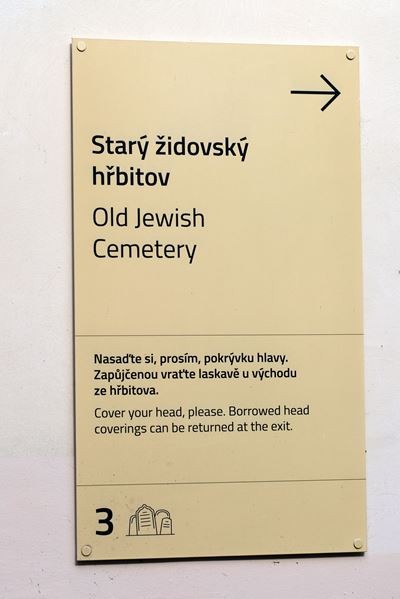 Starý židovský
hřbitov
Old Jewish
Cemetery
Nasaďte si, prosím, pokrývku hlavy.
Zapůjčenou vraťte laskavě u východu
ze hřbitova.
Cover your head, please. Borrowed head
coverings can be returned at the exit.
3